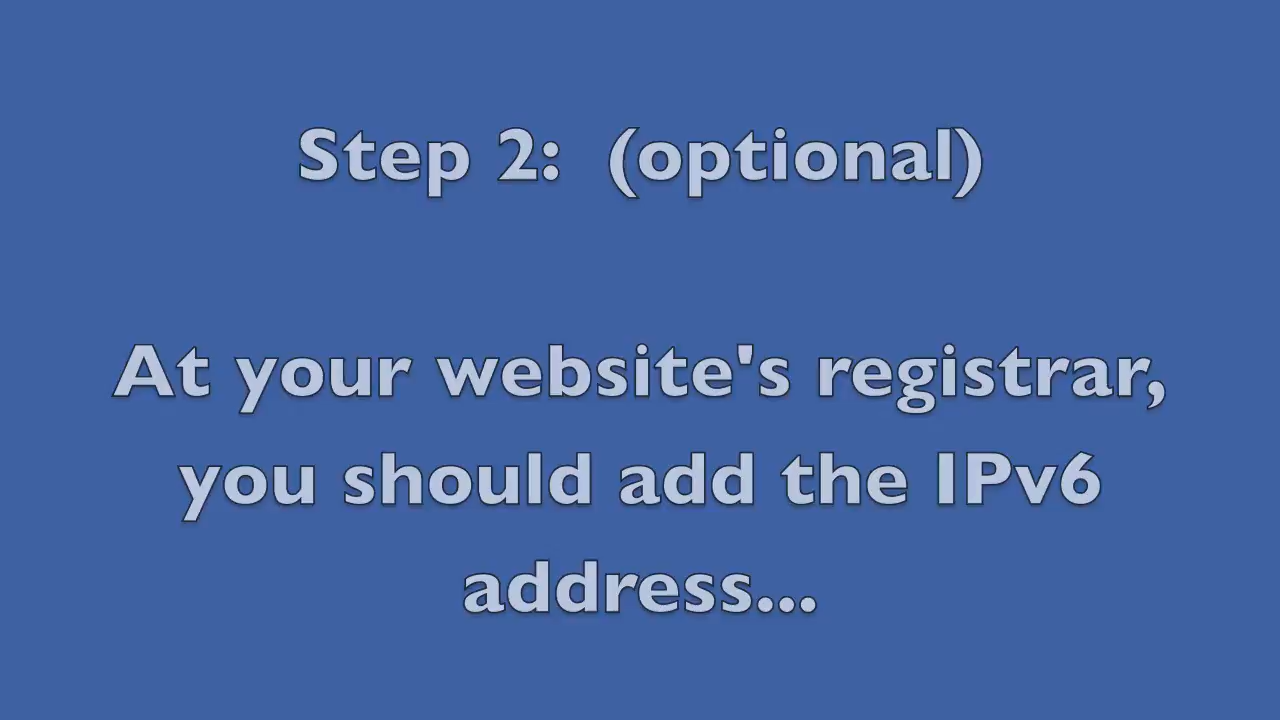 Step 2:  (optional)
At your website's registrar,
you should add the IPv6
address...